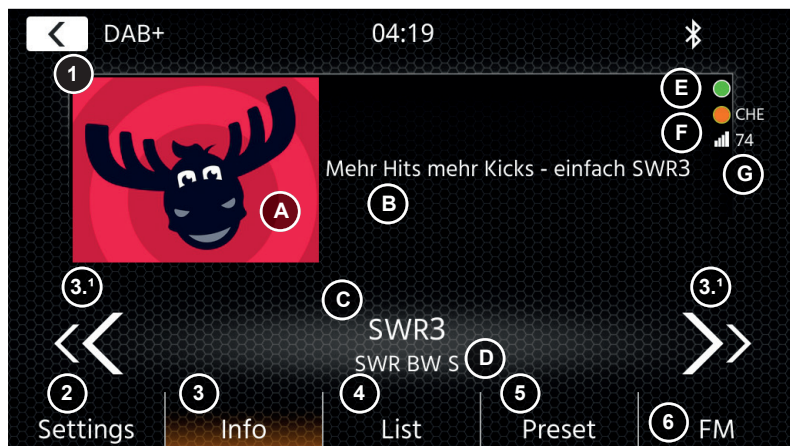 DAB+ 04:19
1
E
CHE
F 74
Mehr Hits mehr Kicks - einfach SWR3 G
A B
3.¹ 3.¹
C
SWR3
SWR BW S D
2 3 4 5
Settings Info List Preset 6 FM